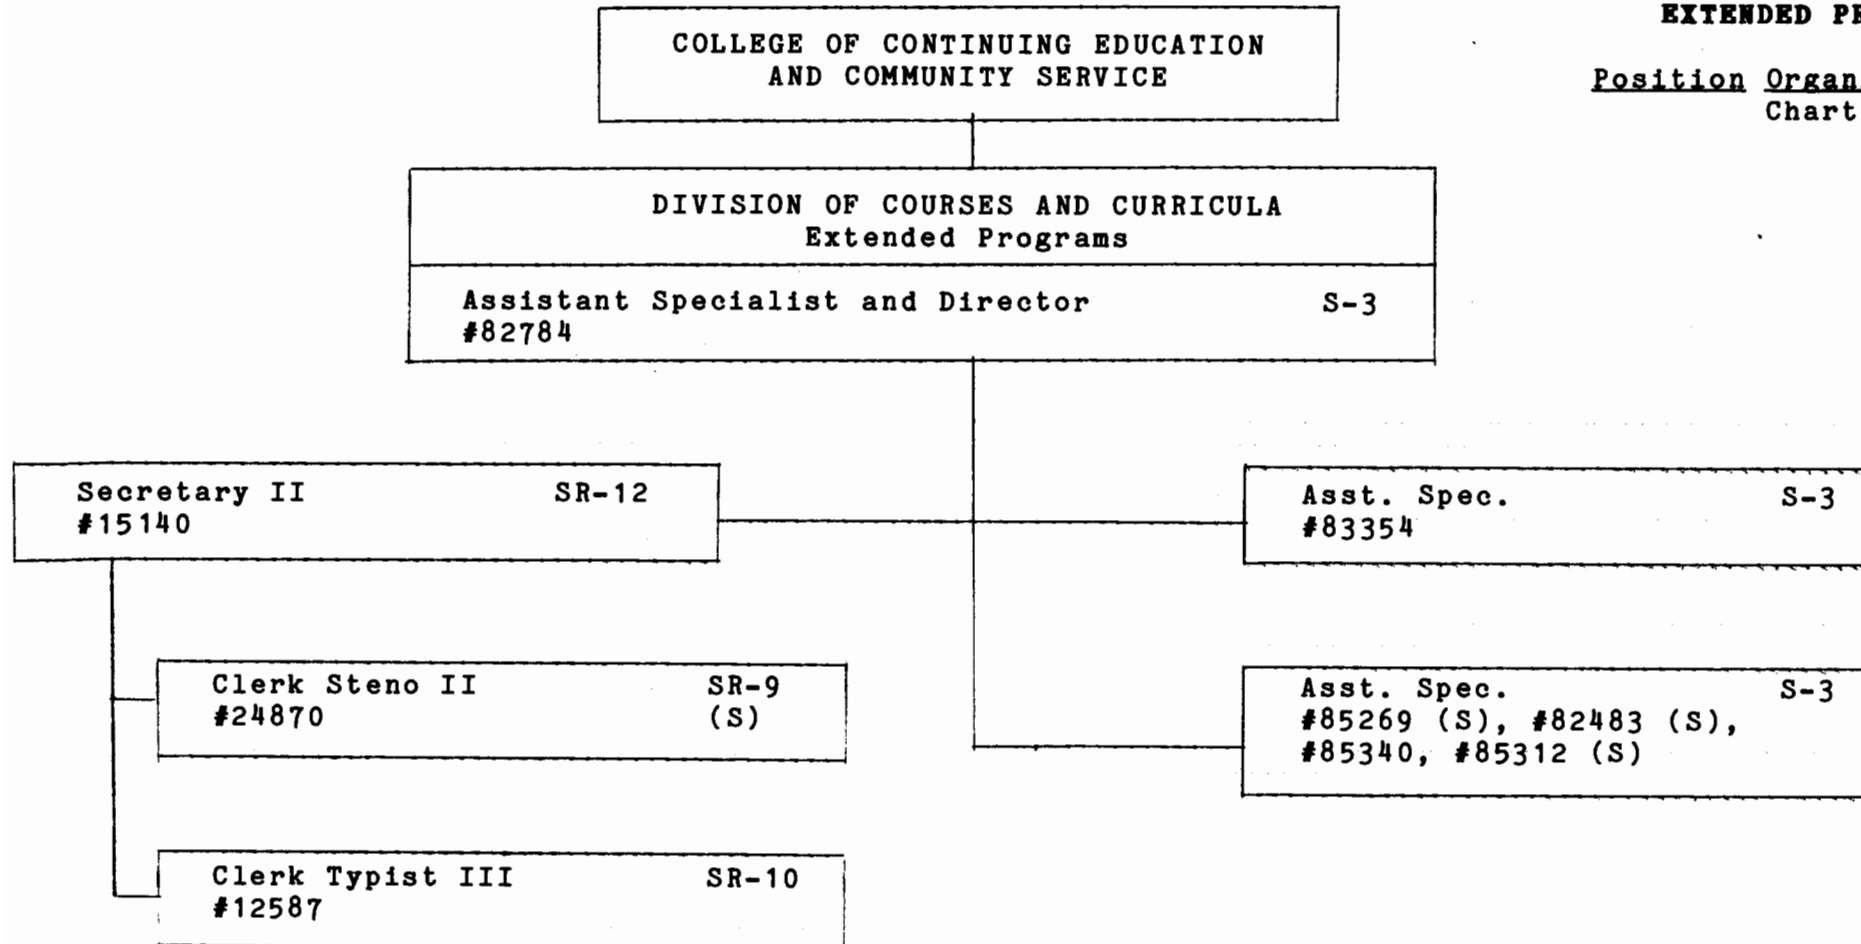 COLLEGE OF CONTINUING EDUCATION
AND COMMUNITY SERVICE
EXTENDED
Position
Chart
DIVISION OF COURSES AND CURRICULA
Extended Programs
Assistant Specialist and Director S-3
#82784
Secretary II SR-12
#15140
Asst. Spec. S-3
#83354
Clerk Steno II SR-9
#24870 (S)
Asst. Spec. S-3
#85269 (S), #82483 (S),
#85340, #85312 (S)
Clerk Typist III SR-10
#12587